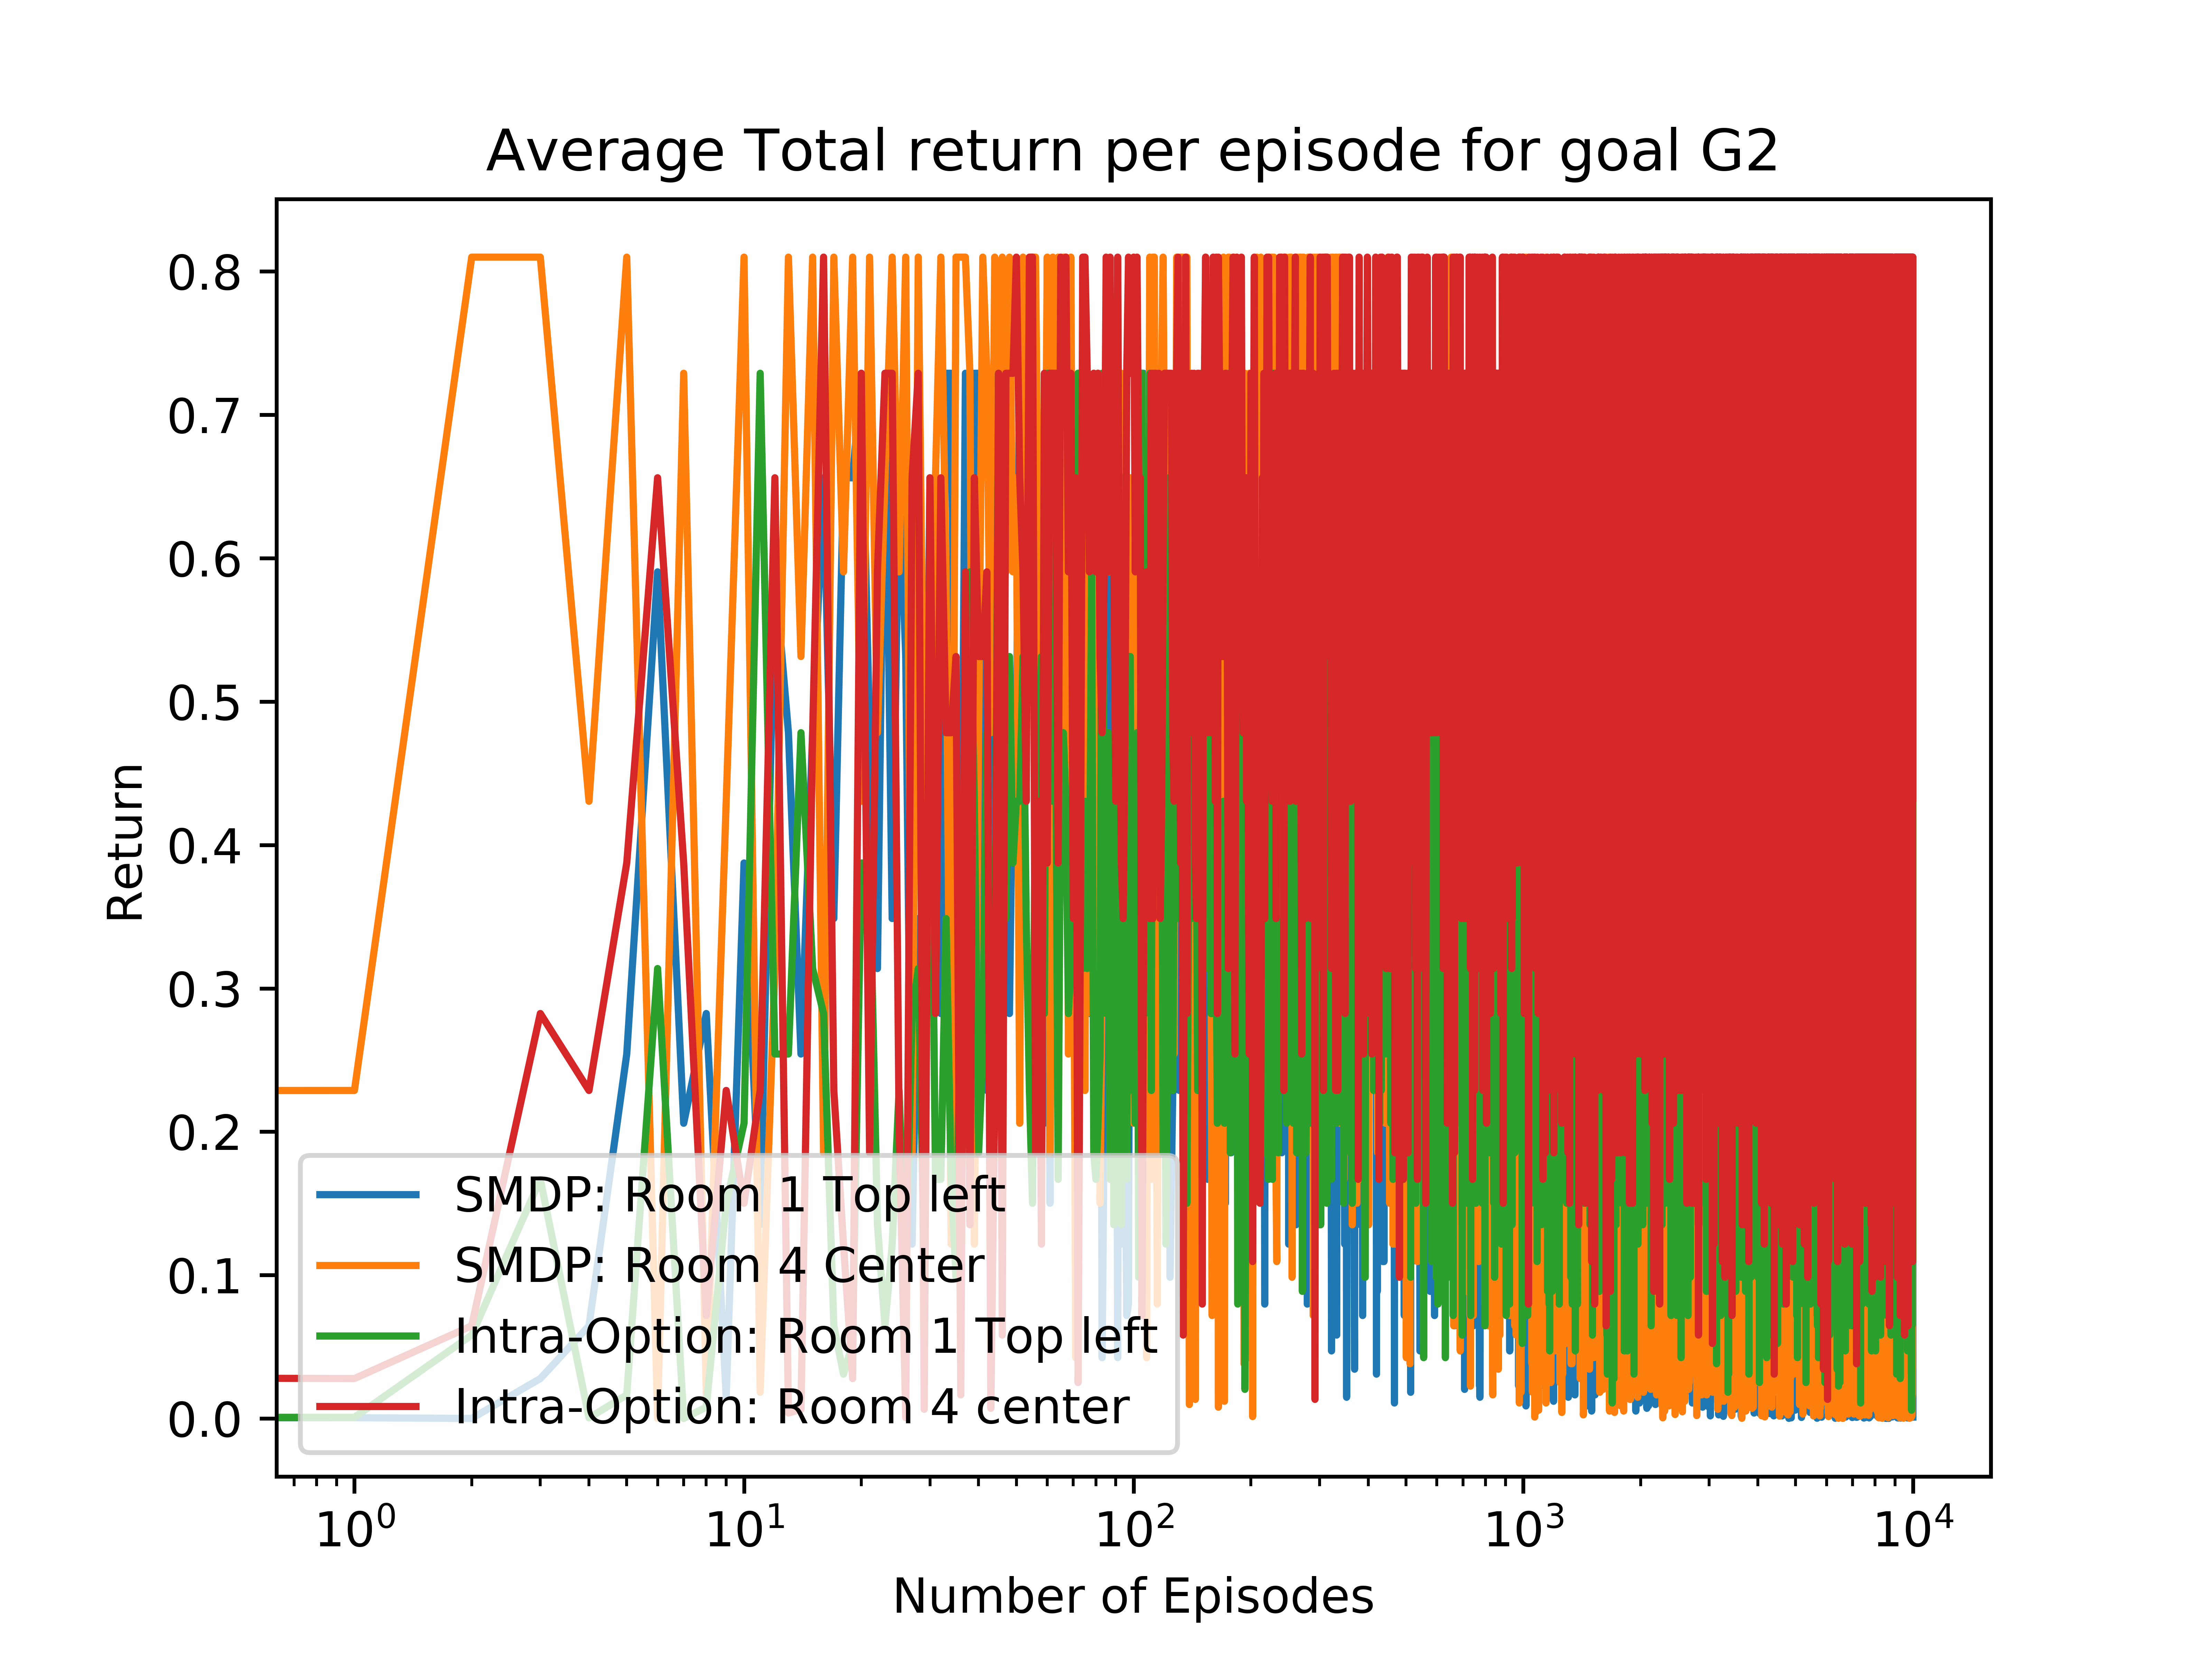 Average Total return per episode for goal G2
0.8
0.7
0.6
0.5
0.4
0.3
0.2
0.1
0.0
Return
SMDP: Room 1 Top left
SMDP: Room 4 Center
Intra-Option: Room 1 Top left
Intra-Option: Room 4 center
10⁰ 10¹ 10² 10³ 10⁴
Number of Episodes